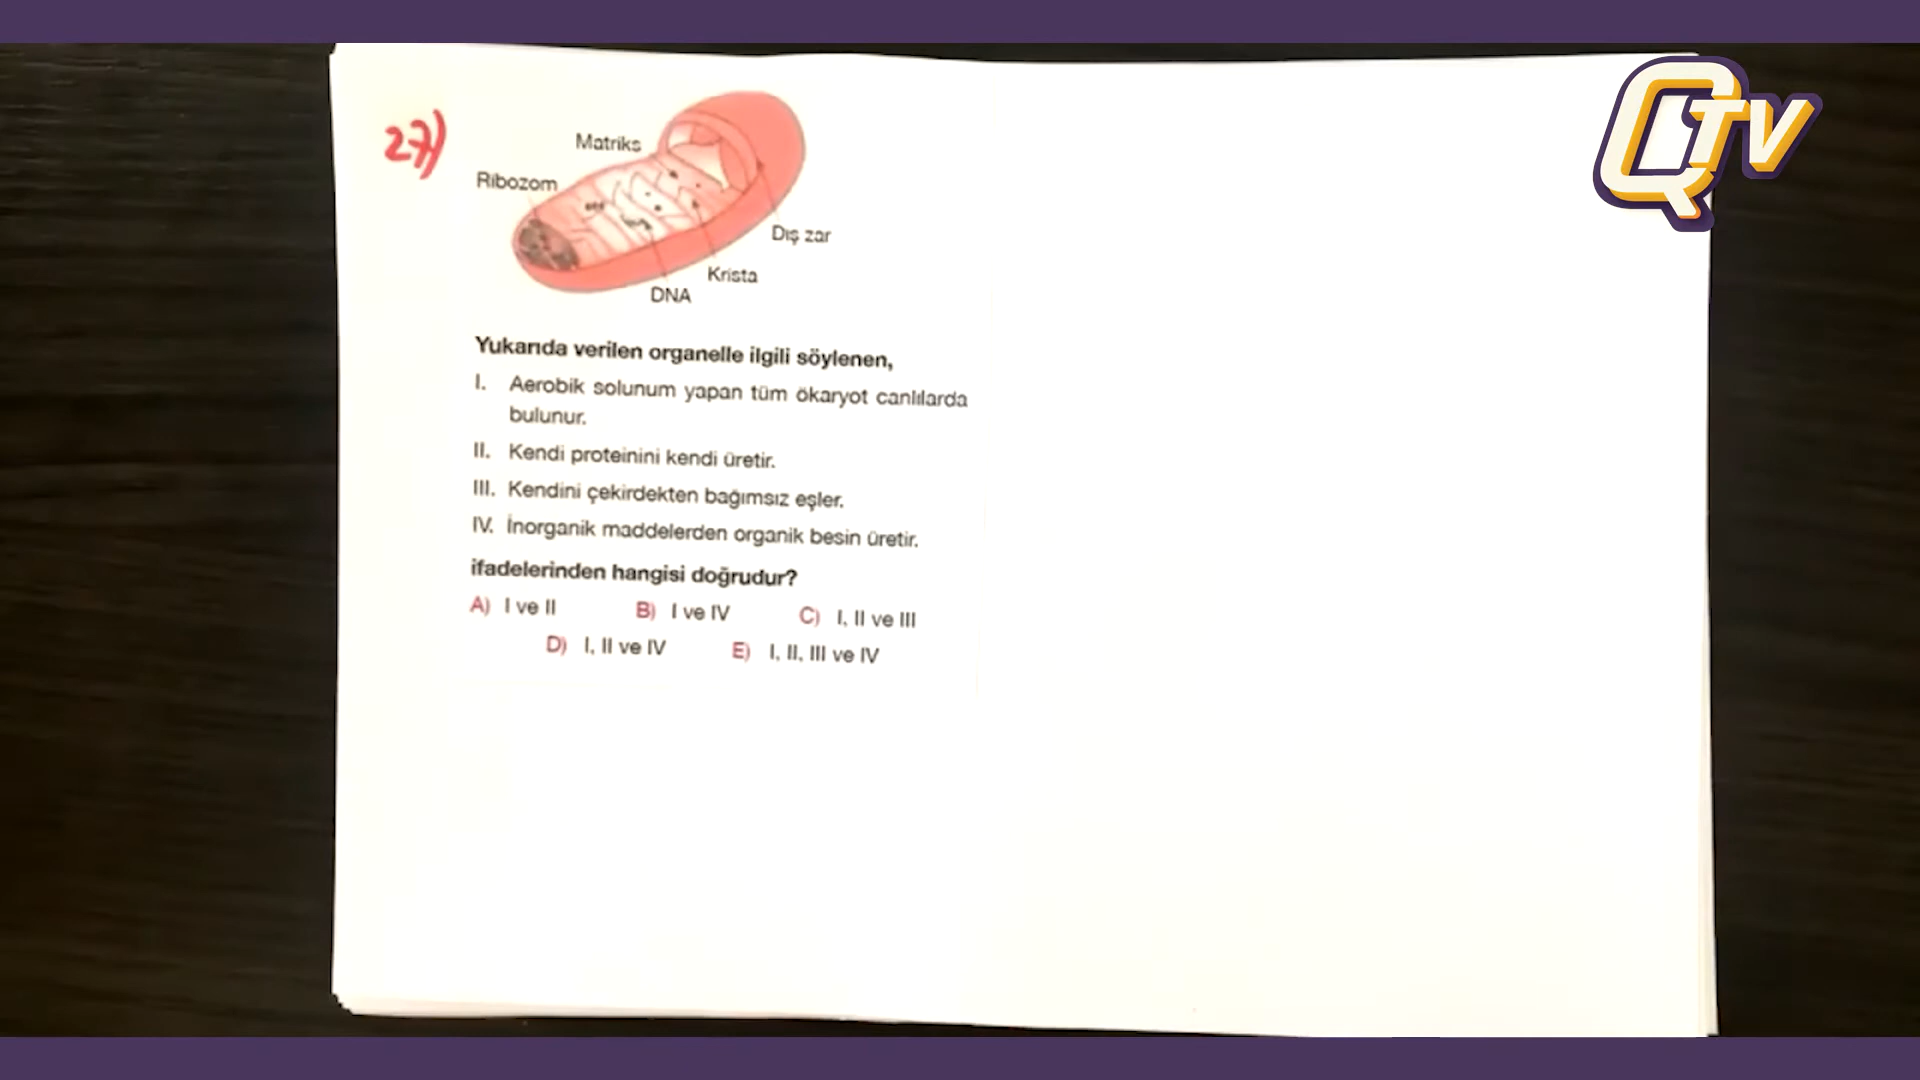 QTV
27)
Matriks
Ribozom
Dış zar
Krista
DNA
Yukarıda verilen organelle ilgili söylenen,
I. Aerobik solunum yapan tüm ökaryot canlılarda
bulunur.
II. Kendi proteinini kendi üretir.
III. Kendini çekirdekten bağımsız eşler.
IV. İnorganik maddelerden organik besin üretir.
ifadelerinden hangisi doğrudur?
A) I ve II B) I ve IV C) I, II ve III
D) I, II ve IV E) I, II, III ve IV